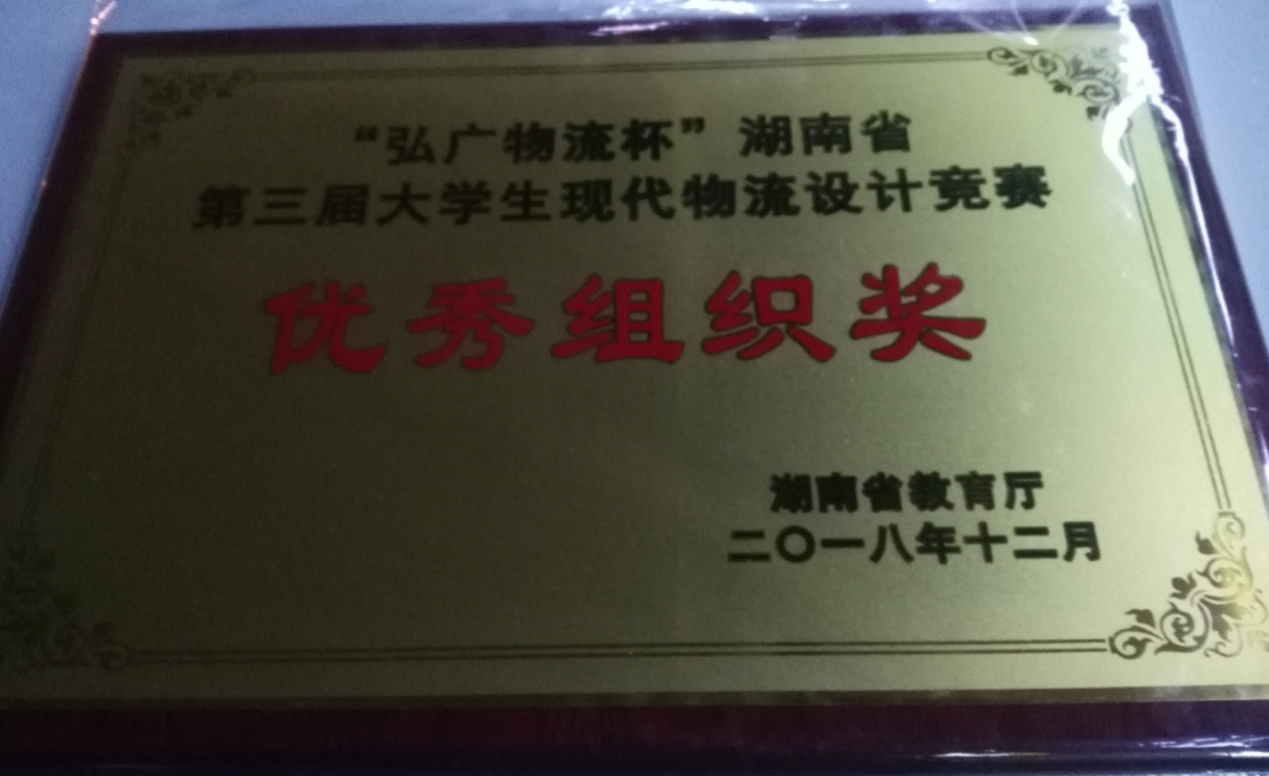 “弘广物流杯”湖南省
第三届大学生现代物流设计竞赛
优秀组织奖
湖南省教育厅
二〇一八年十二月